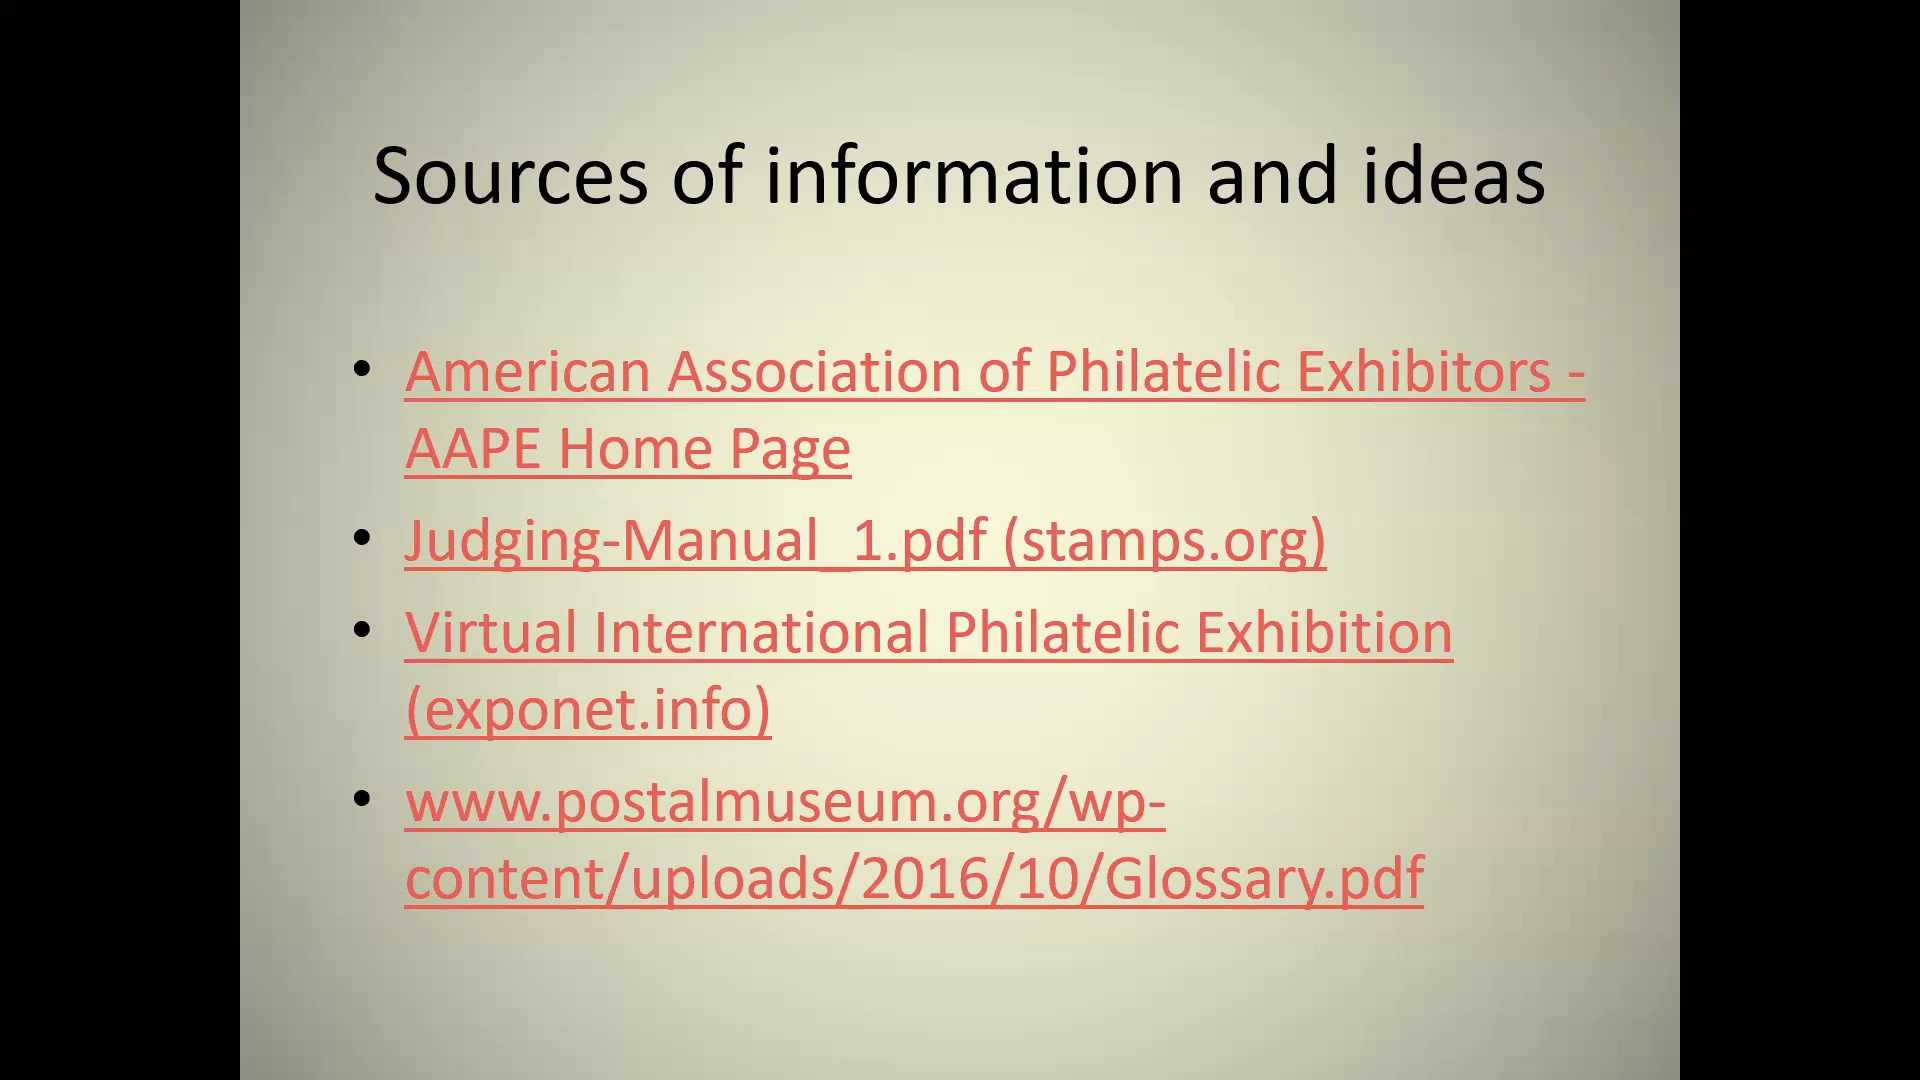 Sources of information and ideas
• American Association of Philatelic Exhibitors -
AAPE Home Page
• Judging-Manual_1.pdf (stamps.org)
• Virtual International Philatelic Exhibition
(exponet.info)
• www.postalmuseum.org/wp-
content/uploads/2016/10/Glossary.pdf